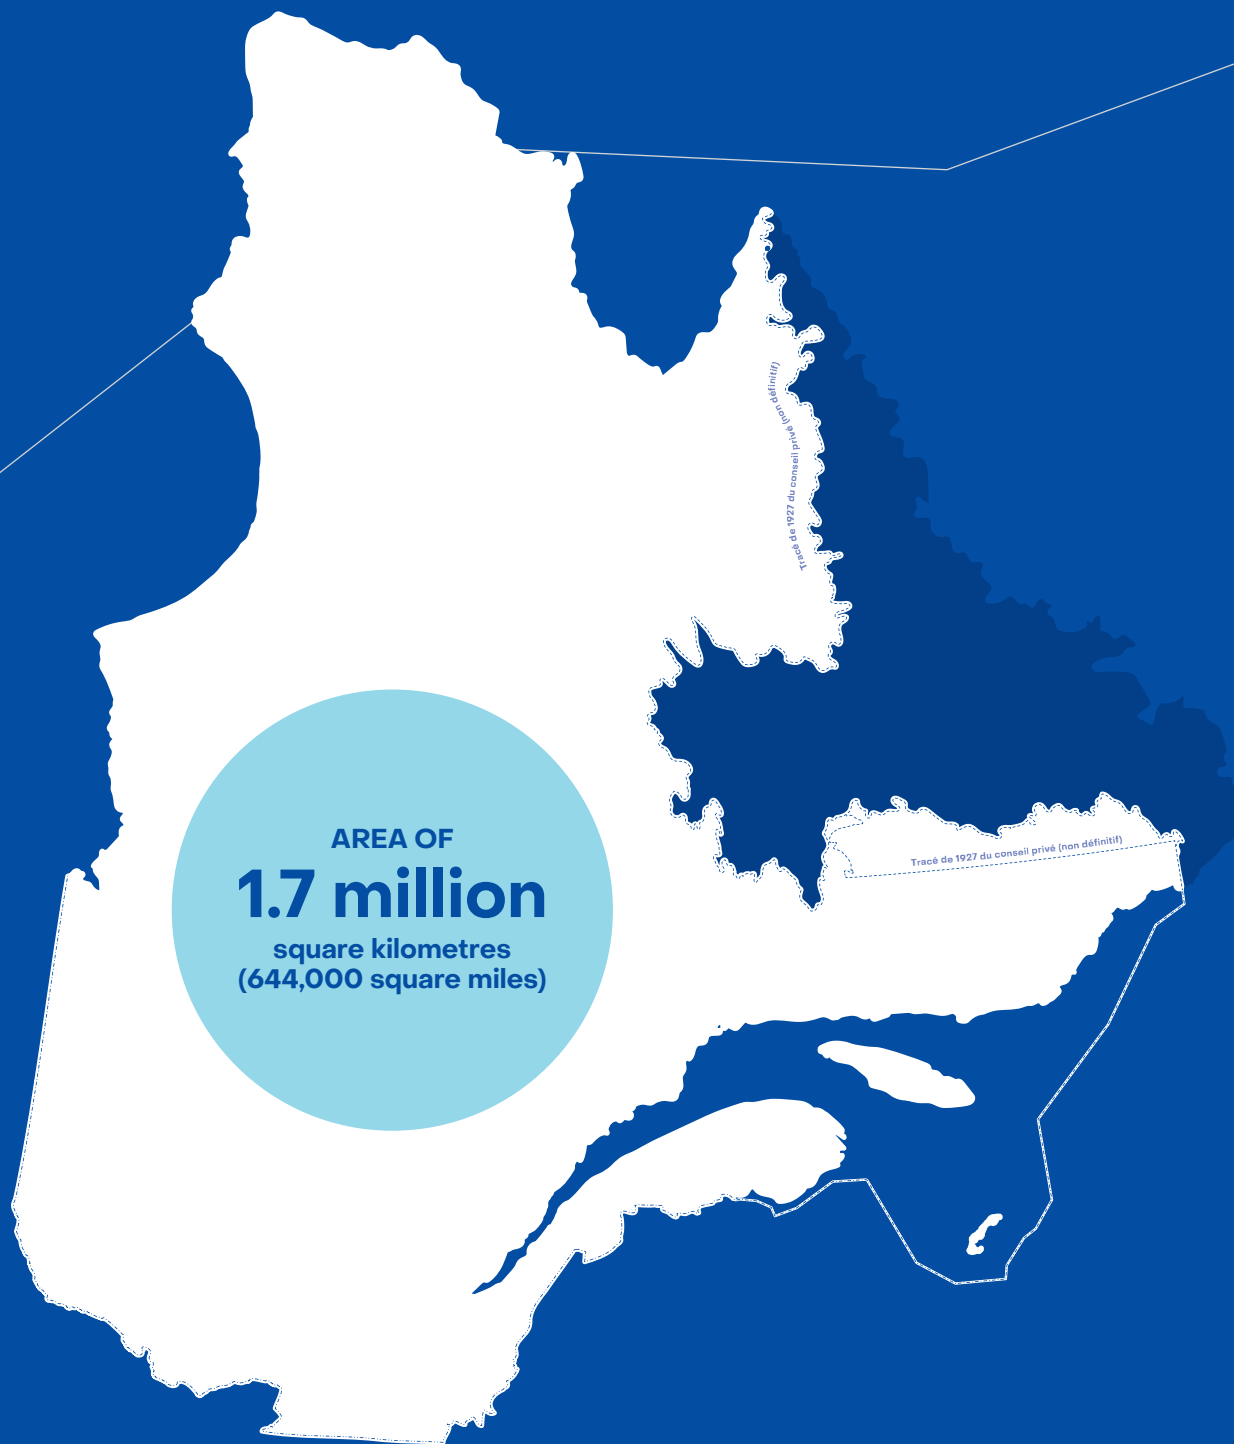 Tracé de 1927 du conseil privé (non définitif)
AREA OF
1.7 million
square kilometres
(644,000 square miles)
Tracé de 1927 du conseil privé (non définitif)